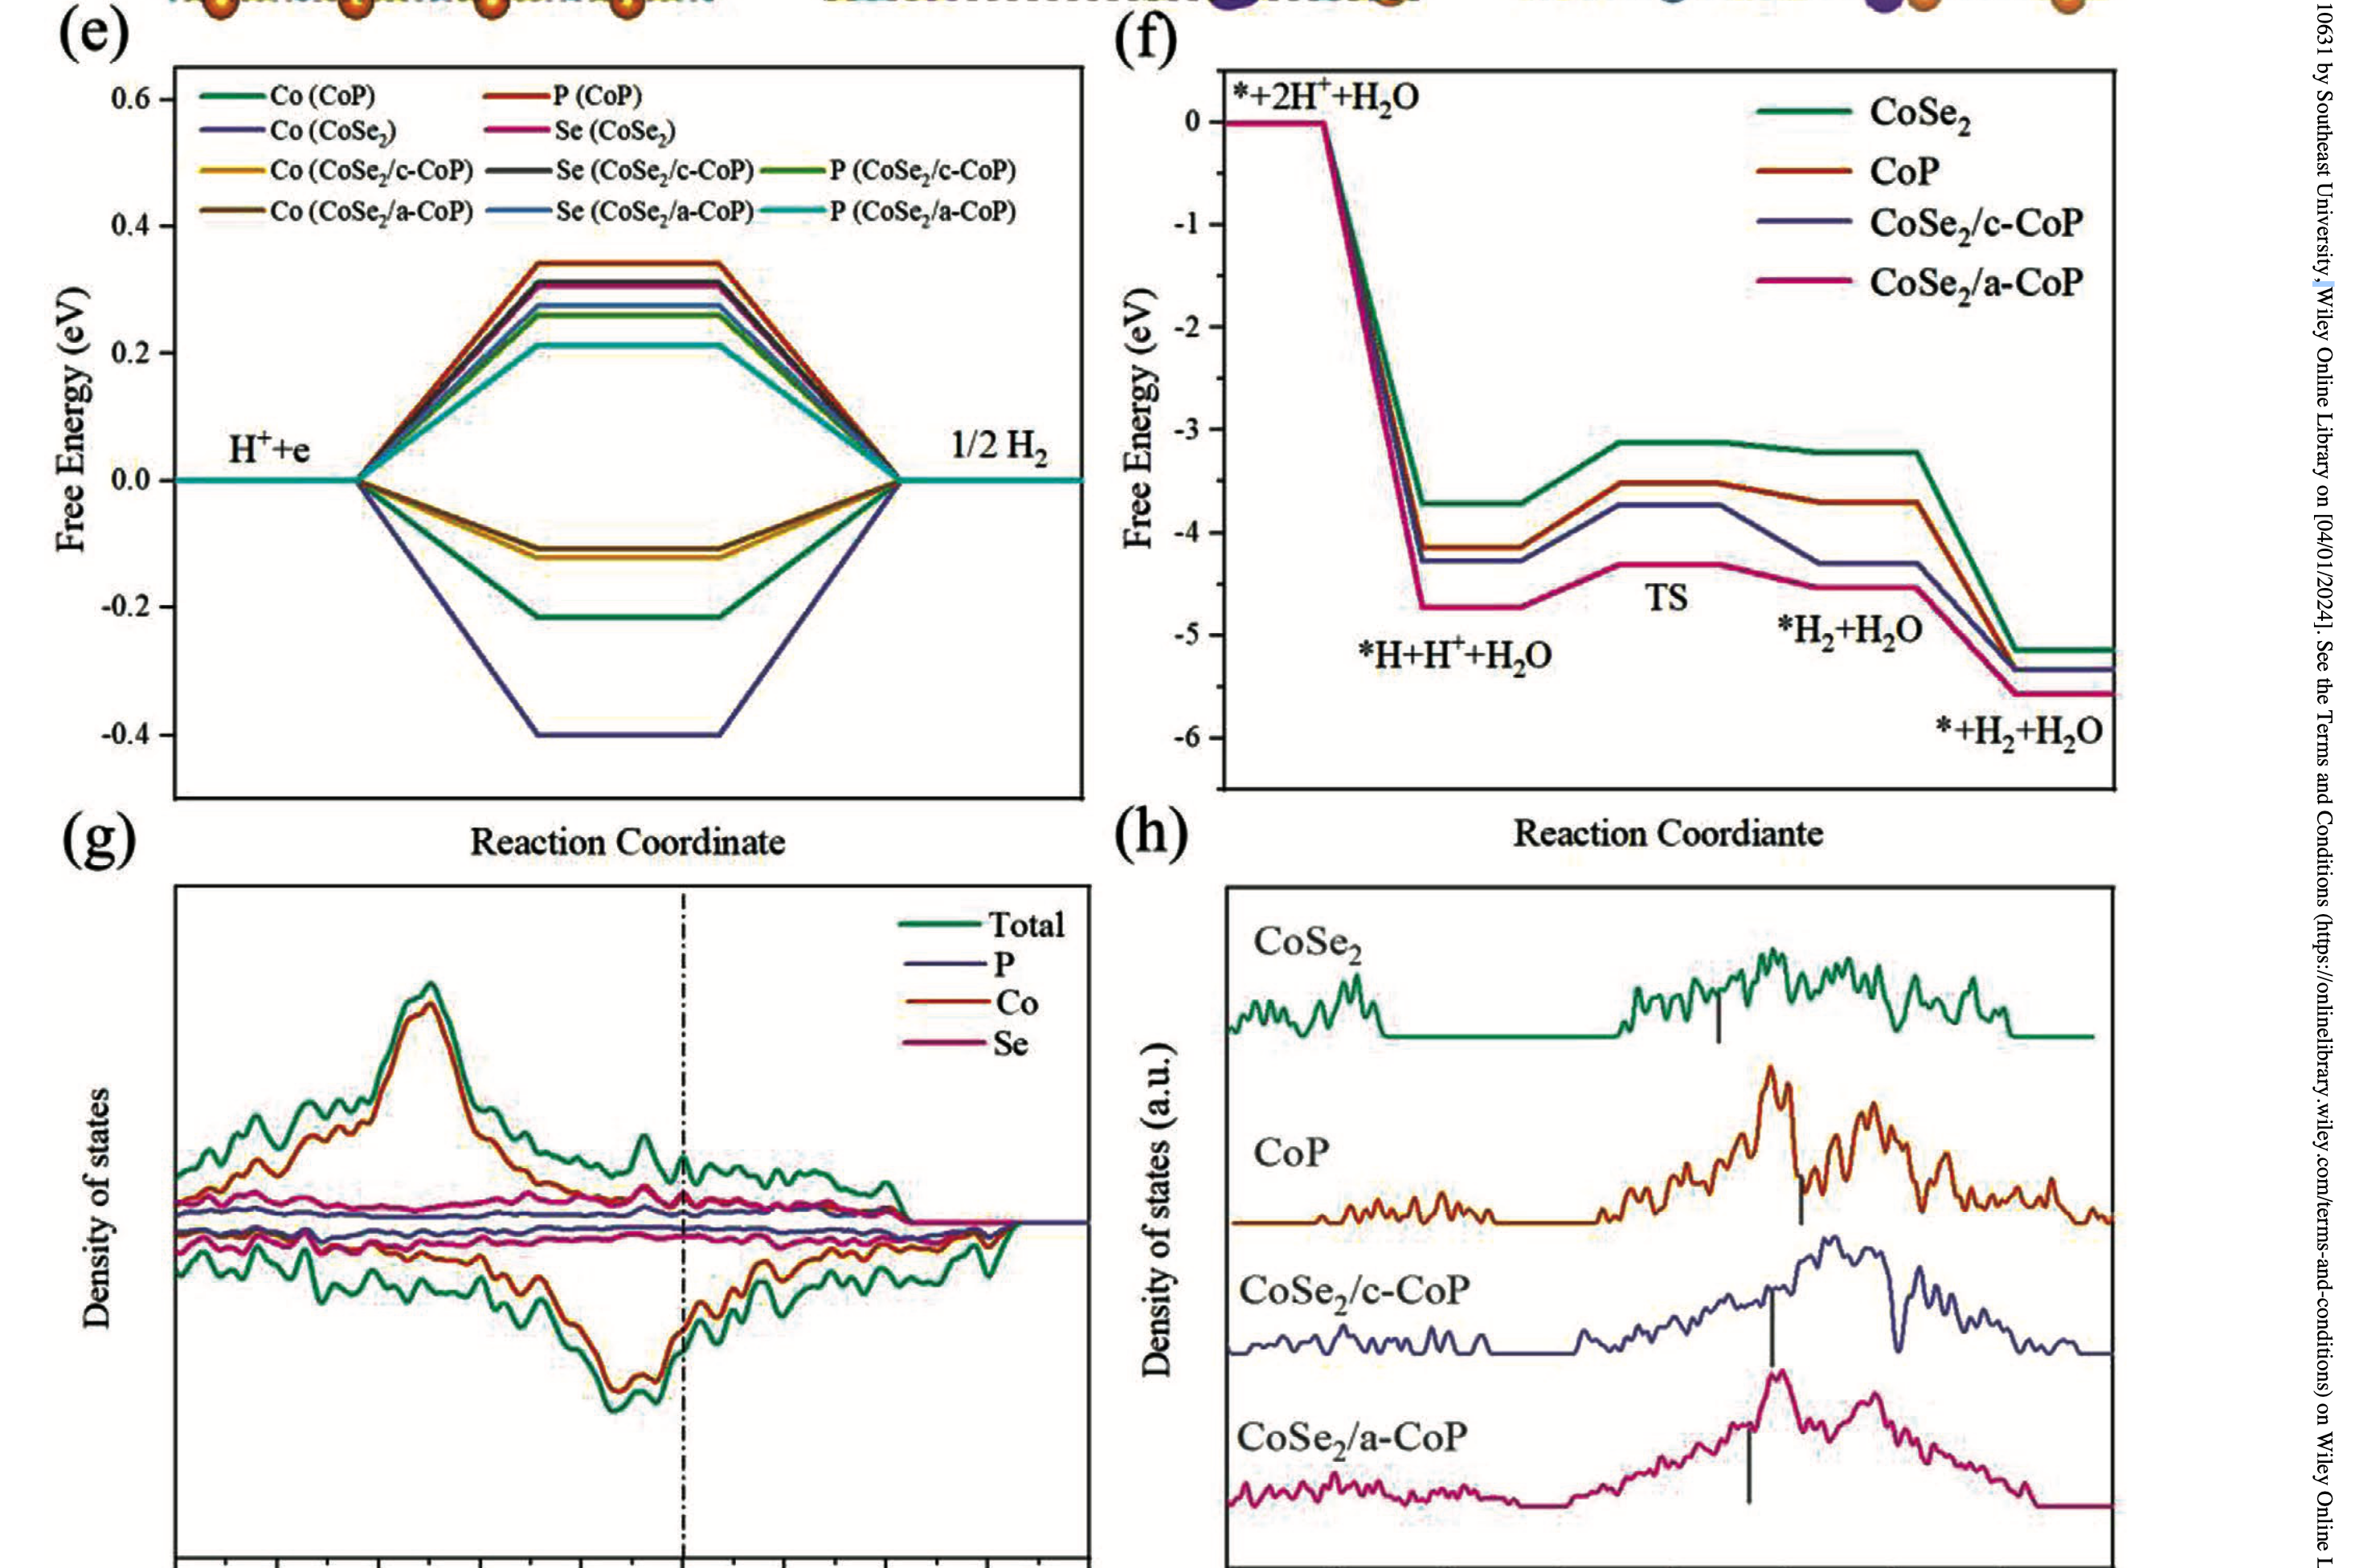 (e)
0.6
0.4
0.2
0.0
-0.2
-0.4
Free Energy (eV)
Co (CoP)
P (CoP)
Co (CoSe₂)
Se (CoSe₂)
Co (CoSe₂/c-CoP)
Se (CoSe₂/c-CoP)
P (CoSe₂/c-CoP)
Co (CoSe₂/a-CoP)
Se (CoSe₂/a-CoP)
P (CoSe₂/a-CoP)
H⁺+e
1/2 H₂
Reaction Coordinate
(f)
0
-1
-2
-3
-4
-5
-6
Free Energy (eV)
*+2H⁺+H₂O
CoSe₂
CoP
CoSe₂/c-CoP
CoSe₂/a-CoP
TS
*H₂+H₂O
*H+H⁺+H₂O
*+H₂+H₂O
Reaction Coordiante
(g)
Density of states
Total
P
Co
Se
(h)
Density of states (a.u.)
CoSe₂
CoP
CoSe₂/c-CoP
CoSe₂/a-CoP
10631 by Southeast University, Wiley Online Library on [04/01/2024]. See the Terms and Conditions (https://onlinelibrary.wiley.com/terms-and-conditions) on Wiley Online